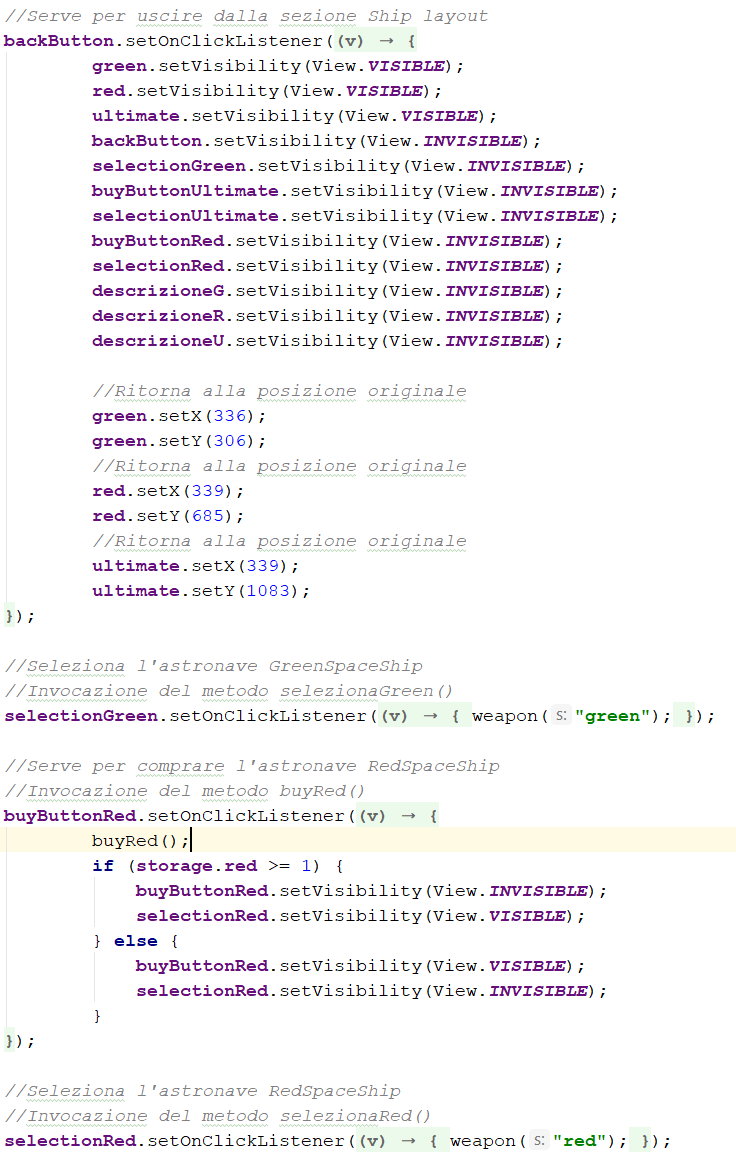 //Serve per uscire dalla sezione Ship layout
backButton.setOnClickListener((v) → {
        green.setVisibility(View.VISIBLE);
        red.setVisibility(View.VISIBLE);
        ultimate.setVisibility(View.VISIBLE);
        backButton.setVisibility(View.INVISIBLE);
        selectionGreen.setVisibility(View.INVISIBLE);
        buyButtonUltimate.setVisibility(View.INVISIBLE);
        selectionUltimate.setVisibility(View.INVISIBLE);
        buyButtonRed.setVisibility(View.INVISIBLE);
        selectionRed.setVisibility(View.INVISIBLE);
        descrizioneG.setVisibility(View.INVISIBLE);
        descrizioneR.setVisibility(View.INVISIBLE);
        descrizioneU.setVisibility(View.INVISIBLE);

        //Ritorna alla posizione originale
        green.setX(336);
        green.setY(306);
        //Ritorna alla posizione originale
        red.setX(339);
        red.setY(685);
        //Ritorna alla posizione originale
        ultimate.setX(339);
        ultimate.setY(1083);
});

//Seleziona l'astronave GreenSpaceShip
//Invocazione del metodo selezionaGreen()
selectionGreen.setOnClickListener((v) → { weapon( s: "green"); });

//Serve per comprare l'astronave RedSpaceShip
//Invocazione del metodo buyRed()
buyButtonRed.setOnClickListener((v) → {
        buyRed();
        if (storage.red >= 1) {
            buyButtonRed.setVisibility(View.INVISIBLE);
            selectionRed.setVisibility(View.VISIBLE);
        } else {
            buyButtonRed.setVisibility(View.VISIBLE);
            selectionRed.setVisibility(View.INVISIBLE);
        }
});

//Seleziona l'astronave RedSpaceShip
//Invocazione del metodo selezionaRed()
selectionRed.setOnClickListener((v) → { weapon( s: "red"); });